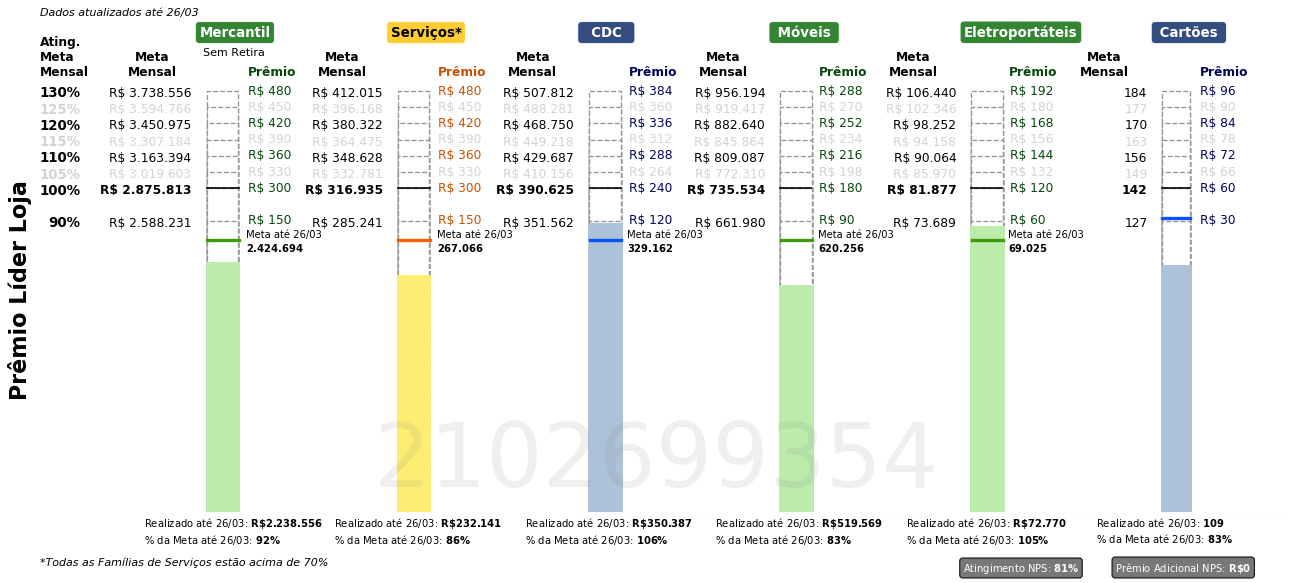 Dados atualizados até 26/03
Mercantil Serviços* CDC Móveis Eletroportáteis Cartões
Sem Retira
Ating. Meta Mensal
Meta Mensal Prêmio Meta Mensal Prêmio Meta Mensal Prêmio Meta Mensal Prêmio Meta Mensal Prêmio Meta Mensal Prêmio
130% R$ 3.738.556 R$ 480 R$ 412.015 R$ 480 R$ 507.812 R$ 384 R$ 956.194 R$ 288 R$ 106.440 R$ 192 184 R$ 96
125% R$ 3.594.766 R$ 450 R$ 396.168 R$ 450 R$ 488.281 R$ 360 R$ 919.417 R$ 270 R$ 102.346 R$ 180 177 R$ 90
120% R$ 3.450.975 R$ 420 R$ 380.322 R$ 420 R$ 468.750 R$ 336 R$ 882.640 R$ 252 R$ 98.252 R$ 168 170 R$ 84
115% R$ 3.307.184 R$ 390 R$ 364.475 R$ 390 R$ 449.218 R$ 312 R$ 845.864 R$ 234 R$ 94.158 R$ 156 163 R$ 78
110% R$ 3.163.394 R$ 360 R$ 348.628 R$ 360 R$ 429.687 R$ 288 R$ 809.087 R$ 216 R$ 90.064 R$ 144 156 R$ 72
105% R$ 3.019.603 R$ 330 R$ 332.781 R$ 330 R$ 410.156 R$ 264 R$ 772.310 R$ 198 R$ 85.970 R$ 132 149 R$ 66
100% R$ 2.875.813 R$ 300 R$ 316.935 R$ 300 R$ 390.625 R$ 240 R$ 735.534 R$ 180 R$ 81.877 R$ 120 142 R$ 60
90% R$ 2.588.231 R$ 150 R$ 285.241 R$ 150 R$ 351.562 R$ 120 R$ 661.980 R$ 90 R$ 73.689 R$ 60 127 R$ 30
Meta até 26/03 Meta até 26/03 Meta até 26/03 Meta até 26/03 Meta até 26/03
2.424.694 267.066 329.162 620.256 69.025
Prêmio Líder Loja
2102699354
Realizado até 26/03: R$2.238.556 Realizado até 26/03: R$232.141 Realizado até 26/03: R$350.387 Realizado até 26/03: R$519.569 Realizado até 26/03: R$72.770 Realizado até 26/03: 109
% da Meta até 26/03: 92% % da Meta até 26/03: 86% % da Meta até 26/03: 106% % da Meta até 26/03: 83% % da Meta até 26/03: 105% % da Meta até 26/03: 83%
*Todas as Famílias de Serviços estão acima de 70% Atingimento NPS: 81% Prêmio Adicional NPS: R$0